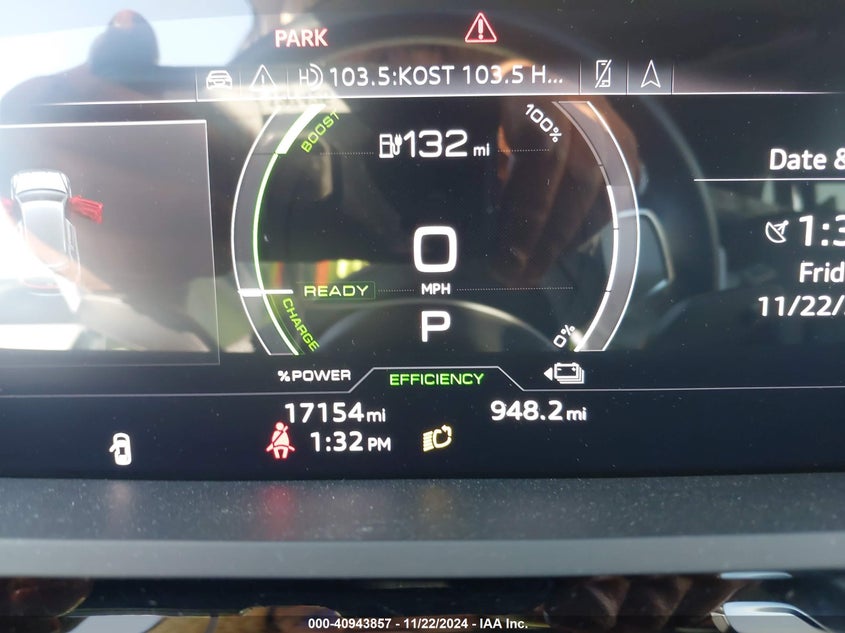 PARK
103.5:KOST 103.5 H...
BOOST
100%
132 mi
Date &
0
MPH
READY
CHARGE
P
0%
1:3
Frid
11/22/
%POWER
EFFICIENCY
17154mi
948.2mi
1:32 PM
000-40943857 - 11/22/2024 - IAA Inc.